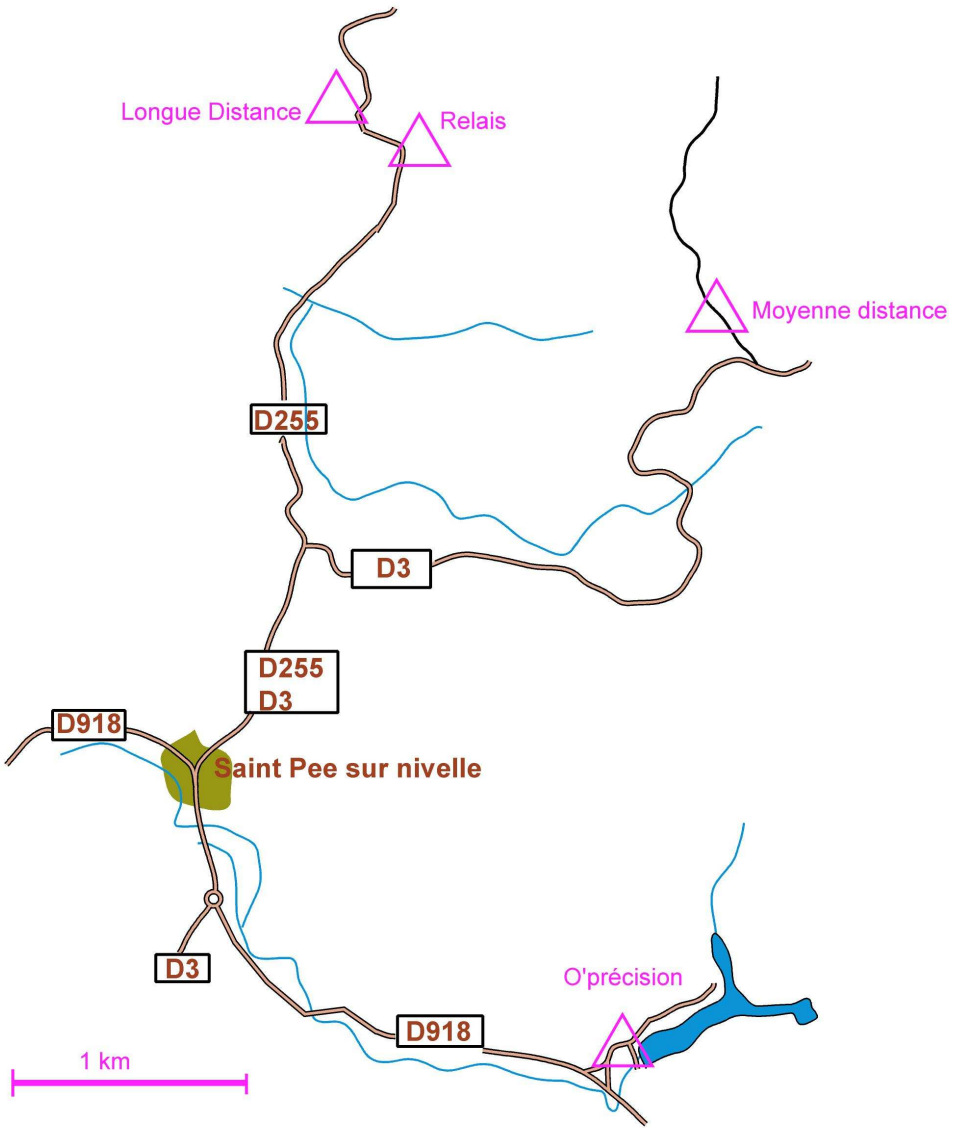 Longue Distance
Relais
Moyenne distance
D255
D3
D255
D3
D918
Saint Pee sur nivelle
D3
O'précision
D918
1 km